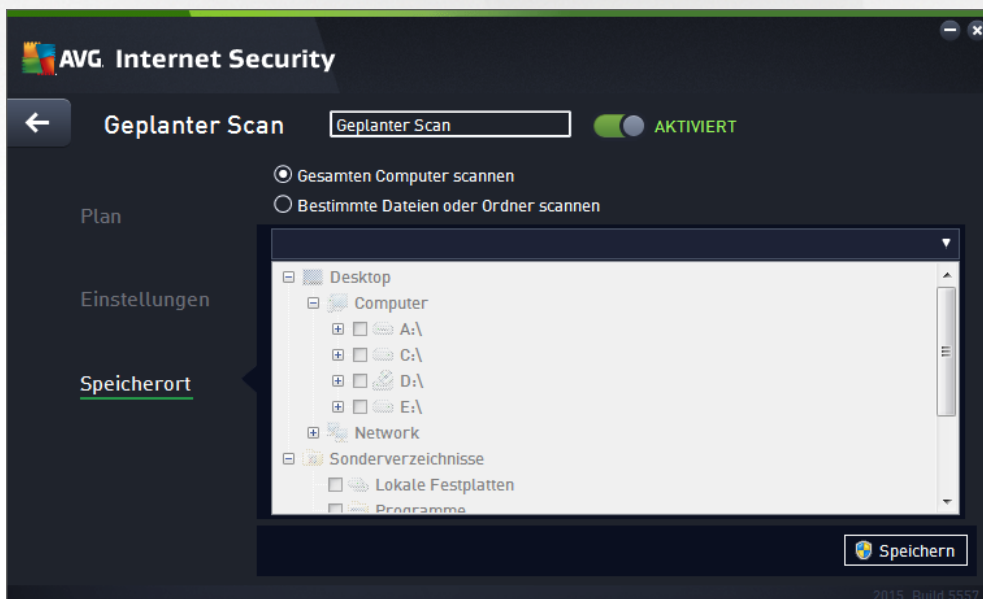 AVG. Internet Security
Geplanter Scan
Geplanter Scan
AKTIVIERT
Gesamten Computer scannen
Bestimmte Dateien oder Ordner scannen
Plan
Einstellungen
Speicherort
Desktop
Computer
A:\
C:\
D:\
E:\
Network
Sonderverzeichnisse
Lokale Festplatten
Programme
Speichern
2015 Build 5557